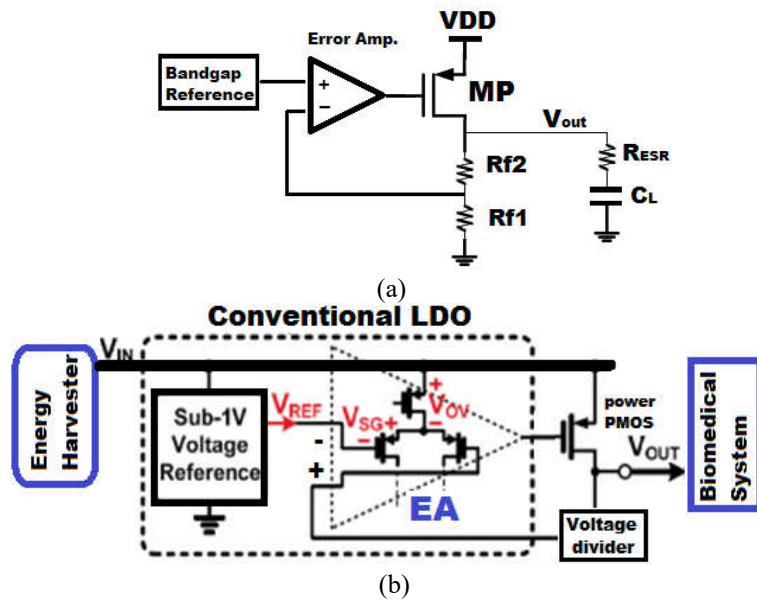 VDD
Error Amp.
Bandgap
Reference
+
−
MP
Vout
RESR
Rf2
CL
Rf1
(a)
Conventional LDO
Energy
Harvester
VIN
Sub-1V
Voltage
Reference
VREF
-
+
VSG+
−
+
VOV
−
EA
power
PMOS
VOUT
Voltage
divider
Biomedical
System
(b)